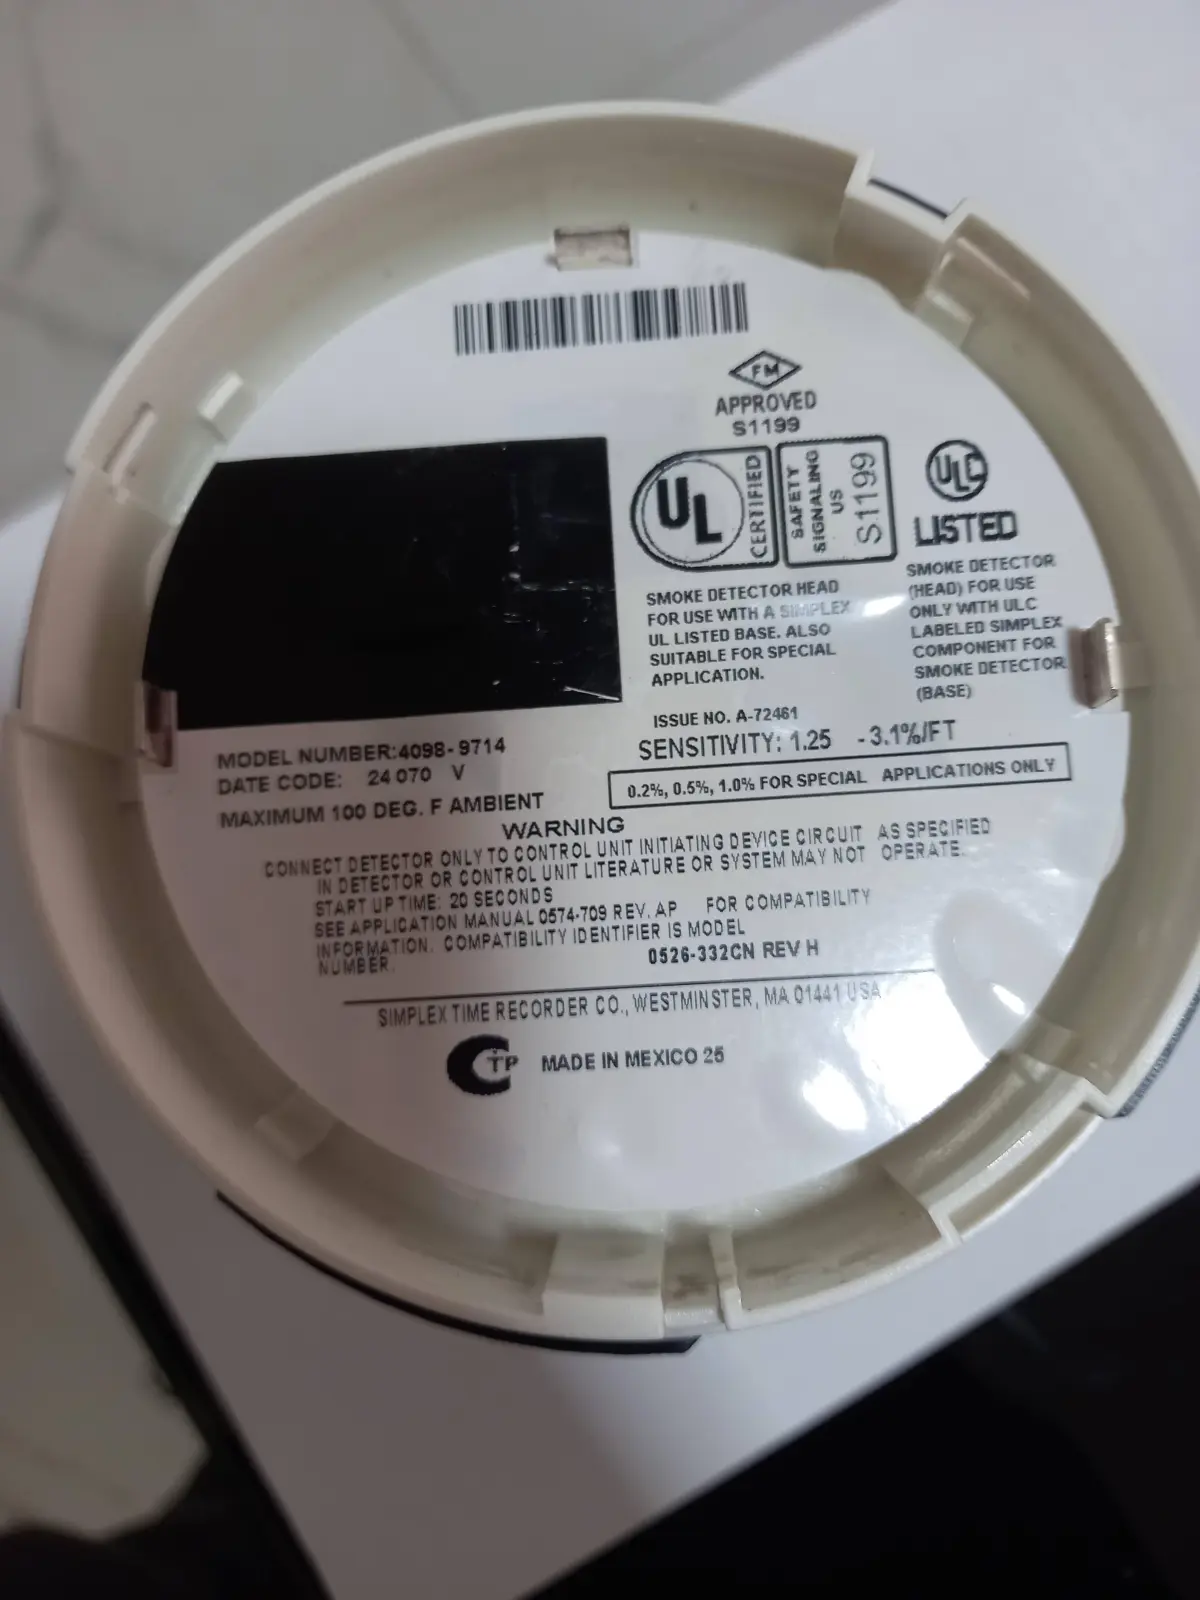 FM
APPROVED
S1199
UL CERTIFIED
SAFETY
SIGNALING
US
S1199
ULC
LISTED
SMOKE DETECTOR HEAD
FOR USE WITH A SIMPLEX
UL LISTED BASE. ALSO
SUITABLE FOR SPECIAL
APPLICATION.
SMOKE DETECTOR
(HEAD) FOR USE
ONLY WITH ULC
LABELED SIMPLEX
COMPONENT FOR
SMOKE DETECTOR
(BASE)
ISSUE NO. A-72461
SENSITIVITY: 1.25 -3.1%/FT
0.2%, 0.5%, 1.0% FOR SPECIAL APPLICATIONS ONLY
MODEL NUMBER:4098-9714
DATE CODE: 24070 V
MAXIMUM 100 DEG. F AMBIENT
WARNING
CONNECT DETECTOR ONLY TO CONTROL UNIT INITIATING DEVICE CIRCUIT AS SPECIFIED
IN DETECTOR OR CONTROL UNIT LITERATURE OR SYSTEM MAY NOT OPERATE.
START UP TIME: 20 SECONDS
SEE APPLICATION MANUAL 0574-709 REV. AP FOR COMPATIBILITY
INFORMATION. COMPATIBILITY IDENTIFIER IS MODEL
NUMBER. 0526-332CN REV H
SIMPLEX TIME RECORDER CO., WESTMINSTER, MA 01441 USA
CTP MADE IN MEXICO 25